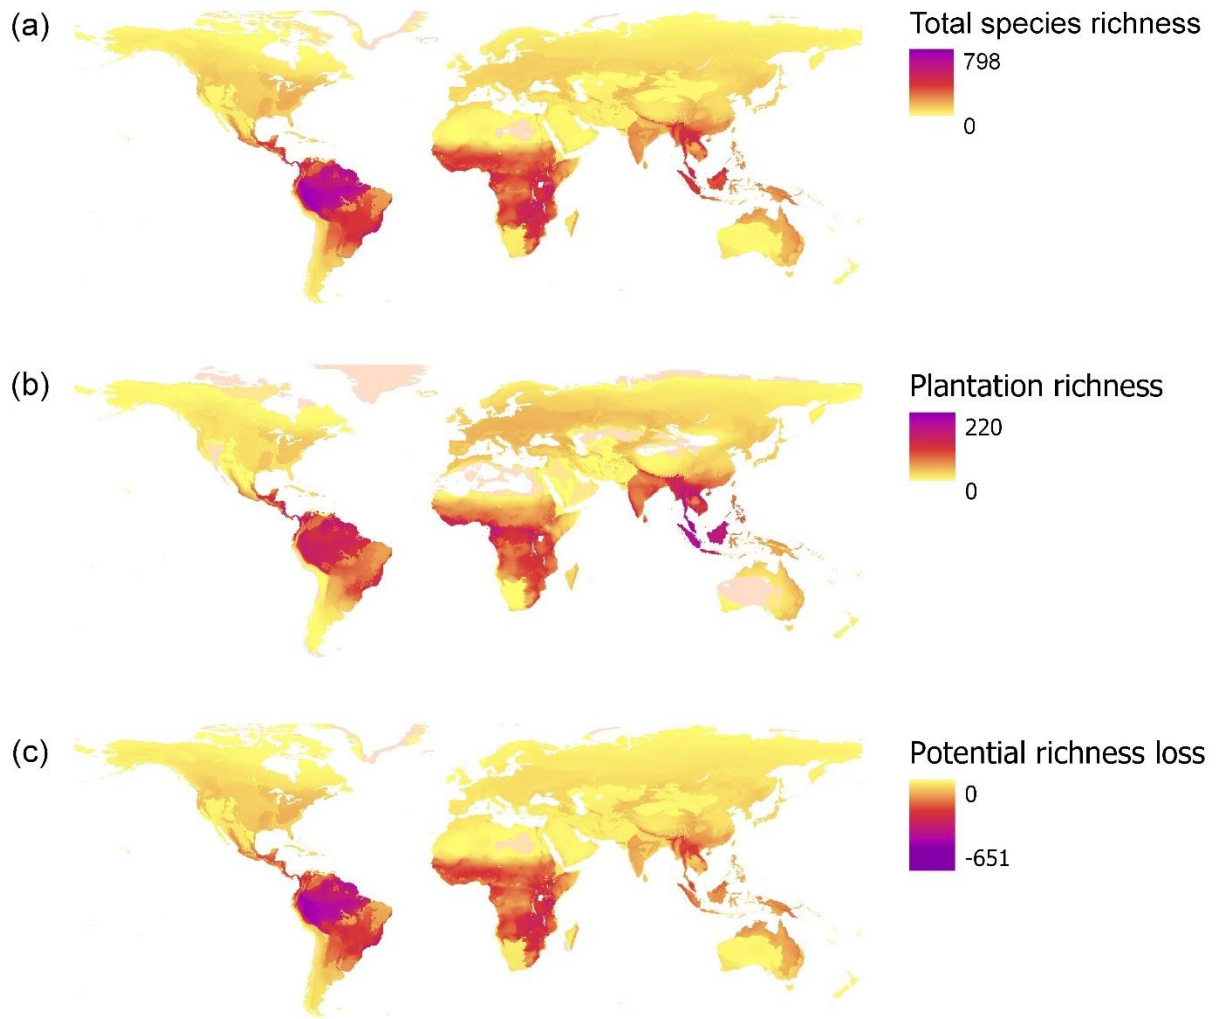 (a)
Total species richness
798
0
(b)
Plantation richness
220
0
(c)
Potential richness loss
0
-651